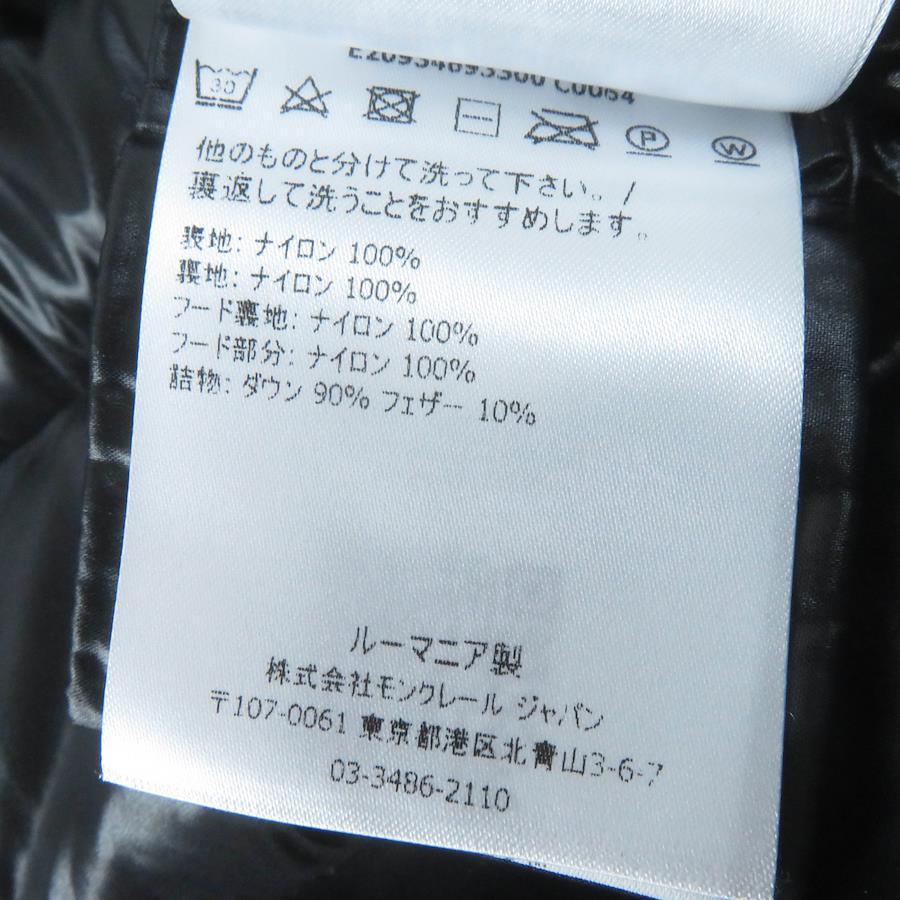 E20934693300 C0064
30
P
W
他のものと分けて洗って下さい。/
裏返して洗うことをおすすめします。
表地: ナイロン 100%
裏地: ナイロン 100%
フード裏地: ナイロン 100%
フード部分: ナイロン 100%
詰物: ダウン 90% フェザー 10%
ルーマニア製
株式会社モンクレール ジャパン
〒107-0061 東京都港区北青山3-6-7
03-3486-2110